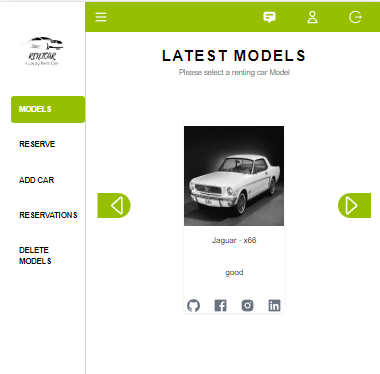 RENTCAR
Luxury Rent Car
MODELS
RESERVE
ADD CAR
RESERVATIONS
DELETE
MODELS
LATEST MODELS
Please select a renting car Model
Jaguar - x66
good